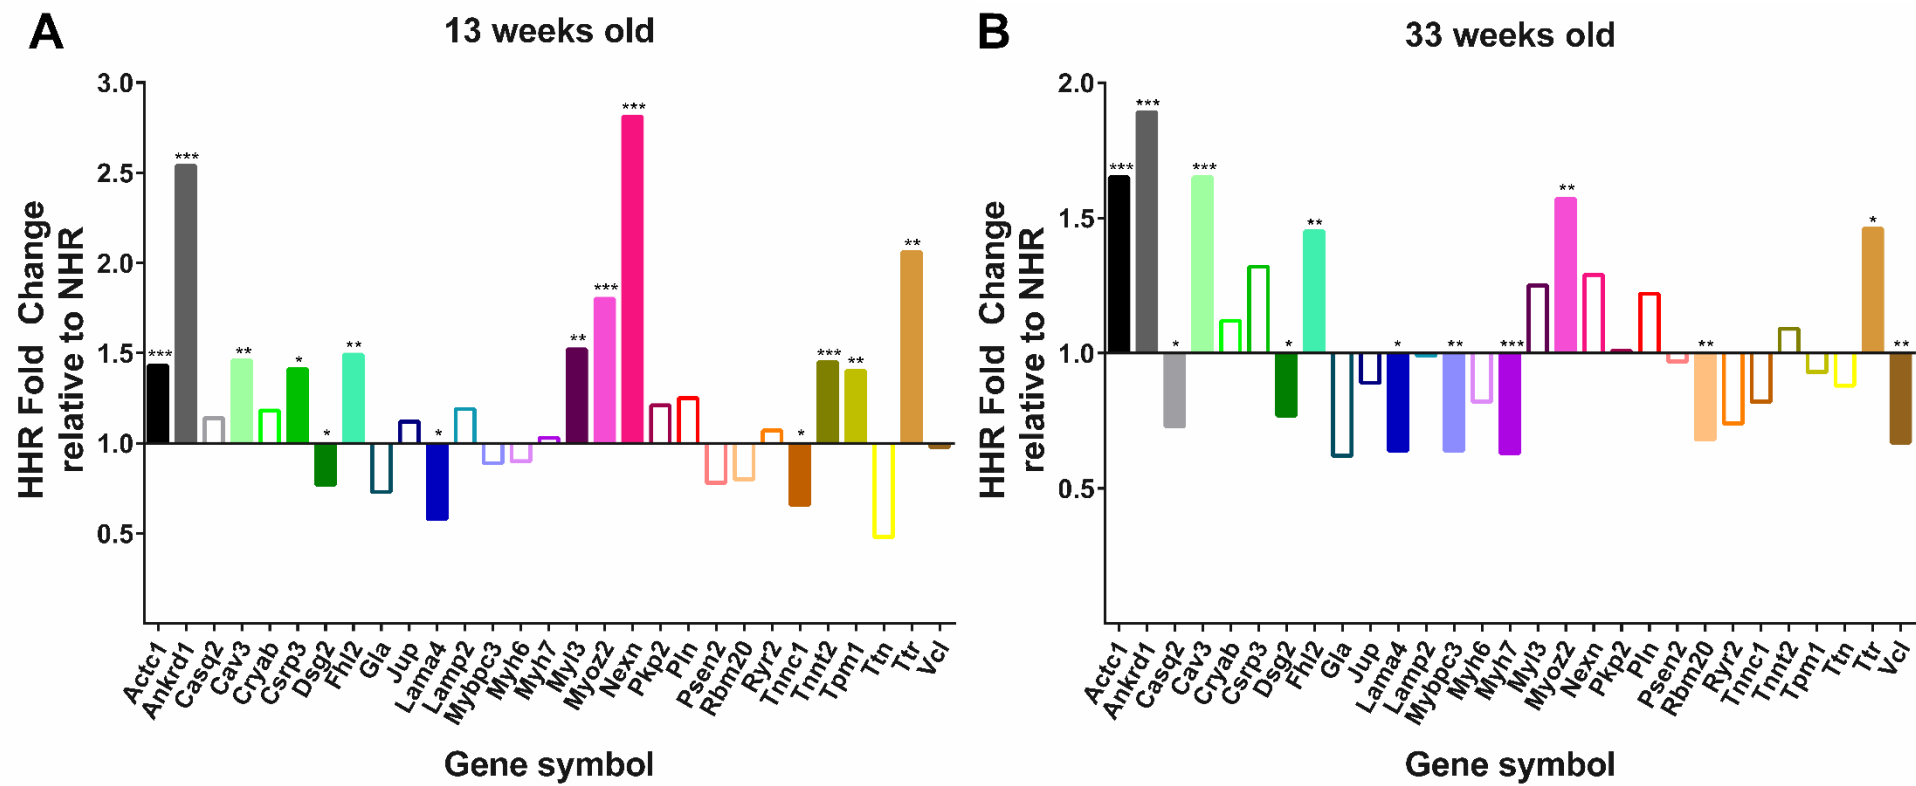 A
13 weeks old
HHR Fold Change
relative to NHR
3.0
2.5
2.0
1.5
1.0
0.5
***
***
**
*
*
**
*
**
***
***
*
***
**
**
Actc1
Ankrd1
Casq2
Cav3
Cryab
Csrp3
Dsg2
Fhl2
Gla
Jup
Lama4
Lamp2
Mybpc3
Myh6
Myh7
Myl3
Myoz2
Nexn
Pkp2
Pln
Psen2
Rbm20
Ryr2
Tnnc1
Tnnt2
Tpm1
Ttn
Ttr
Vcl
Gene symbol
B
33 weeks old
HHR Fold Change
relative to NHR
2.0
1.5
1.0
0.5
***
***
*
***
*
**
*
**
***
**
**
*
**
Actc1
Ankrd1
Casq2
Cav3
Cryab
Csrp3
Dsg2
Fhl2
Gla
Jup
Lama4
Lamp2
Mybpc3
Myh6
Myh7
Myl3
Myoz2
Nexn
Pkp2
Pln
Psen2
Rbm20
Ryr2
Tnnc1
Tnnt2
Tpm1
Ttn
Ttr
Vcl
Gene symbol